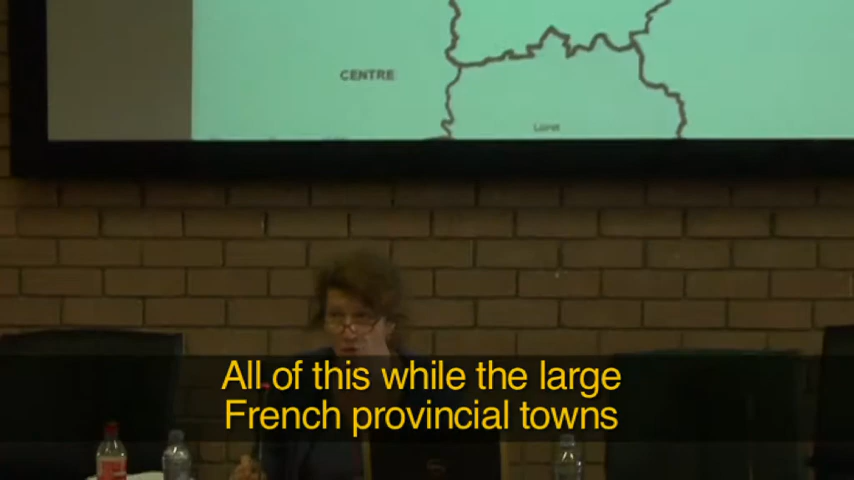 CENTRE
Loiret
All of this while the large
French provincial towns